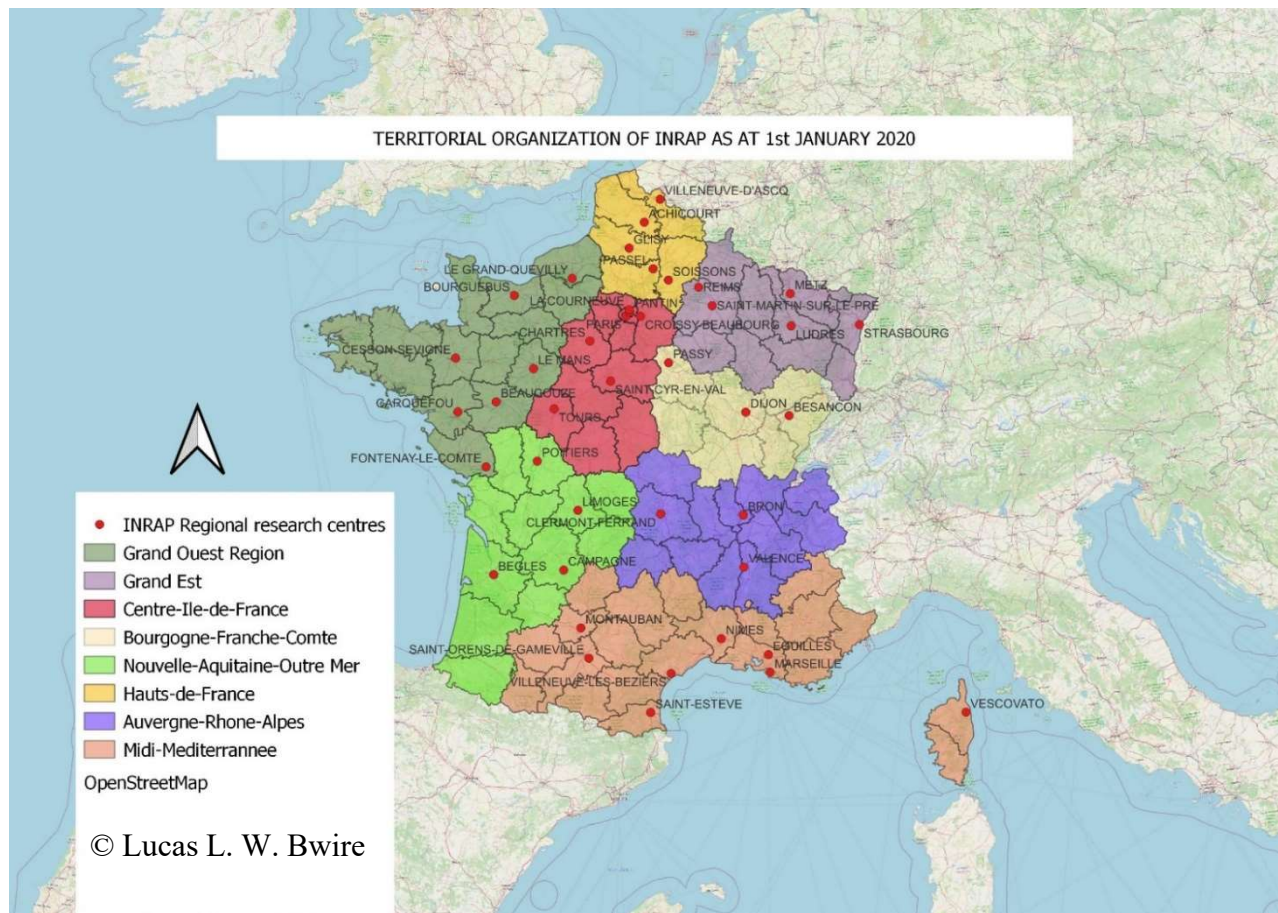 TERRITORIAL ORGANIZATION OF INRAP AS AT 1st JANUARY 2020
VILLENEUVE-D'ASCQ
ACHICOURT
GLISY
PASSEL
SOISSONS
LE GRAND-QUEVILLY
BOURGUEBUS
REIMS
METZ
LA COURNEUVE
PANTIN
SAINT-MARTIN-SUR-LE-PRE
CHARTRES
PARIS
CROISSY-BEAUBOURG
LUDRES
STRASBOURG
CESSON-SEVIGNE
LE MANS
PASSY
SAINT-CYR-EN-VAL
CARQUEFOU
BEAUCOUZE
TOURS
DIJON
BESANCON
FONTENAY-LE-COMTE
POITIERS
LIMOGES
CLERMONT-FERRAND
BRON
BEGLES
CAMPAGNE
VALENCE
MONTAUBAN
NIMES
SAINT-ORENS-DE-GAMEVILLE
EGUILLES
MARSEILLE
VILLENEUVE-LES-BEZIERS
SAINT-ESTEVE
VESCOVATO
INRAP Regional research centres
Grand Ouest Region
Grand Est
Centre-Ile-de-France
Bourgogne-Franche-Comte
Nouvelle-Aquitaine-Outre Mer
Hauts-de-France
Auvergne-Rhone-Alpes
Midi-Mediterrannee
OpenStreetMap
© Lucas L. W. Bwire